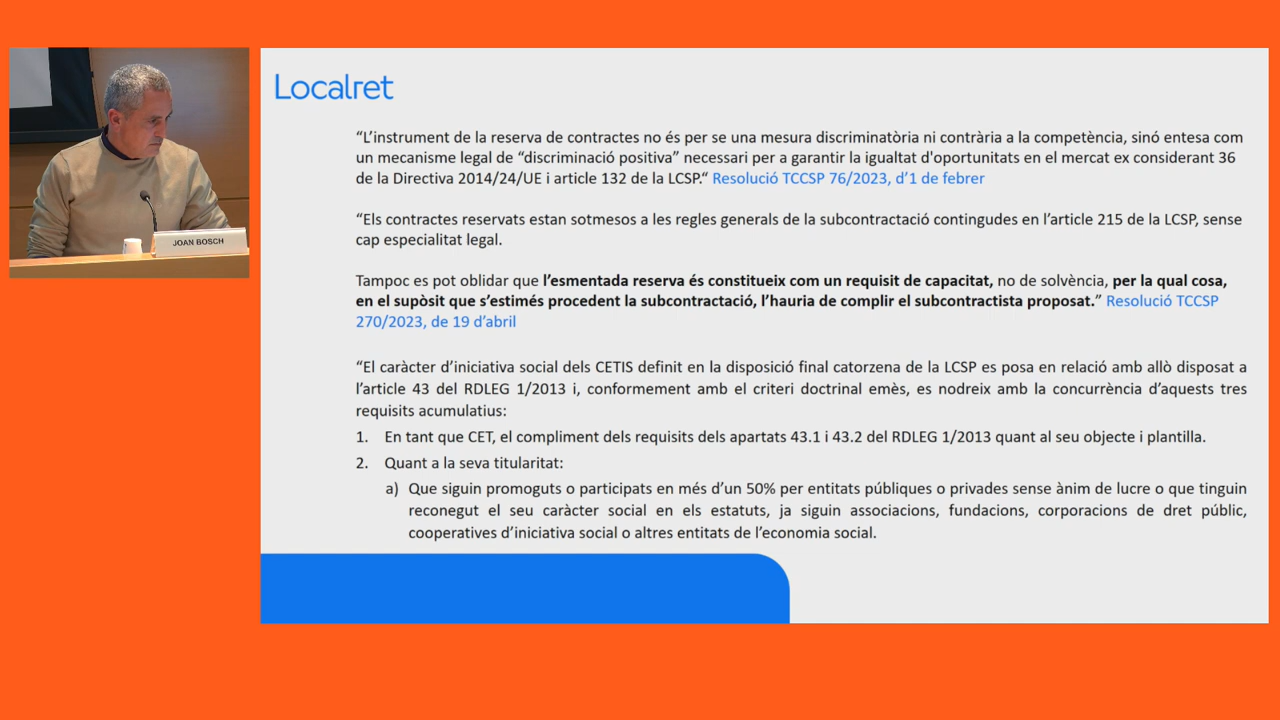 Localret
“L’instrument de la reserva de contractes no és per se una mesura discriminatòria ni contrària a la competència, sinó entesa com
un mecanisme legal de “discriminació positiva” necessari per a garantir la igualtat d'oportunitats en el mercat ex considerant 36
de la Directiva 2014/24/UE i article 132 de la LCSP.“ Resolució TCCSP 76/2023, d’1 de febrer
“Els contractes reservats estan sotmesos a les regles generals de la subcontractació contingudes en l’article 215 de la LCSP, sense
cap especialitat legal.
Tampoc es pot oblidar que l’esmentada reserva és constitueix com un requisit de capacitat, no de solvència, per la qual cosa,
en el supòsit que s’estimés procedent la subcontractació, l’hauria de complir el subcontractista proposat.” Resolució TCCSP
270/2023, de 19 d’abril
“El caràcter d’iniciativa social dels CETIS definit en la disposició final catorzena de la LCSP es posa en relació amb allò disposat a
l’article 43 del RDLEG 1/2013 i, conformement amb el criteri doctrinal emès, es nodreix amb la concurrència d’aquests tres
requisits acumulatius:
1. En tant que CET, el compliment dels requisits dels apartats 43.1 i 43.2 del RDLEG 1/2013 quant al seu objecte i plantilla.
2. Quant a la seva titularitat:
a) Que siguin promoguts o participats en més d’un 50% per entitats públiques o privades sense ànim de lucre o que tinguin
reconegut el seu caràcter social en els estatuts, ja siguin associacions, fundacions, corporacions de dret públic,
cooperatives d’iniciativa social o altres entitats de l’economia social.
JOAN BOSCH